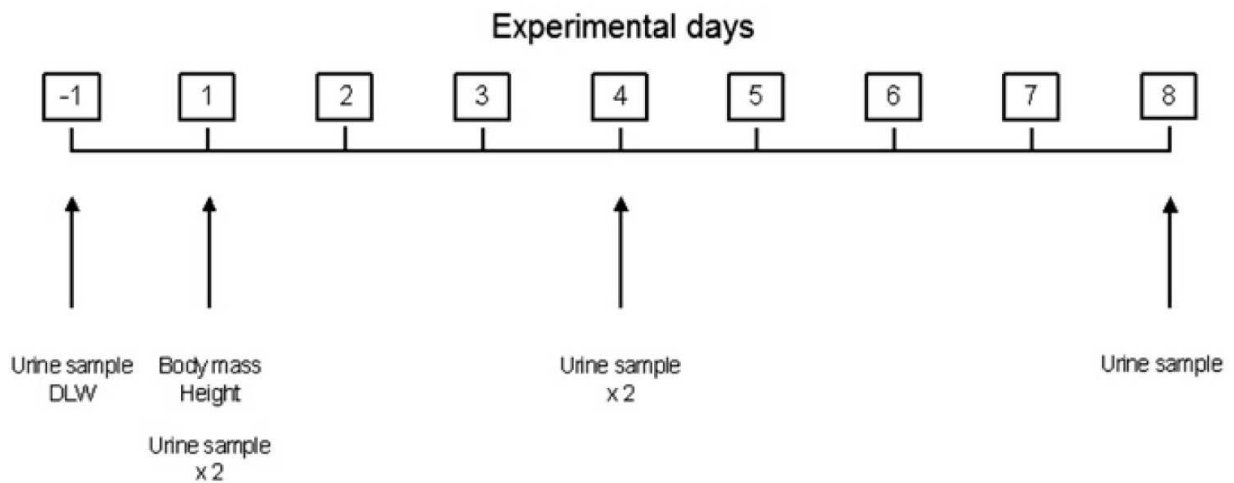 Experimental days
-1 1 2 3 4 5 6 7 8
Urine sample
DLW
Body mass
Height
Urine sample
x 2
Urine sample
x 2
Urine sample